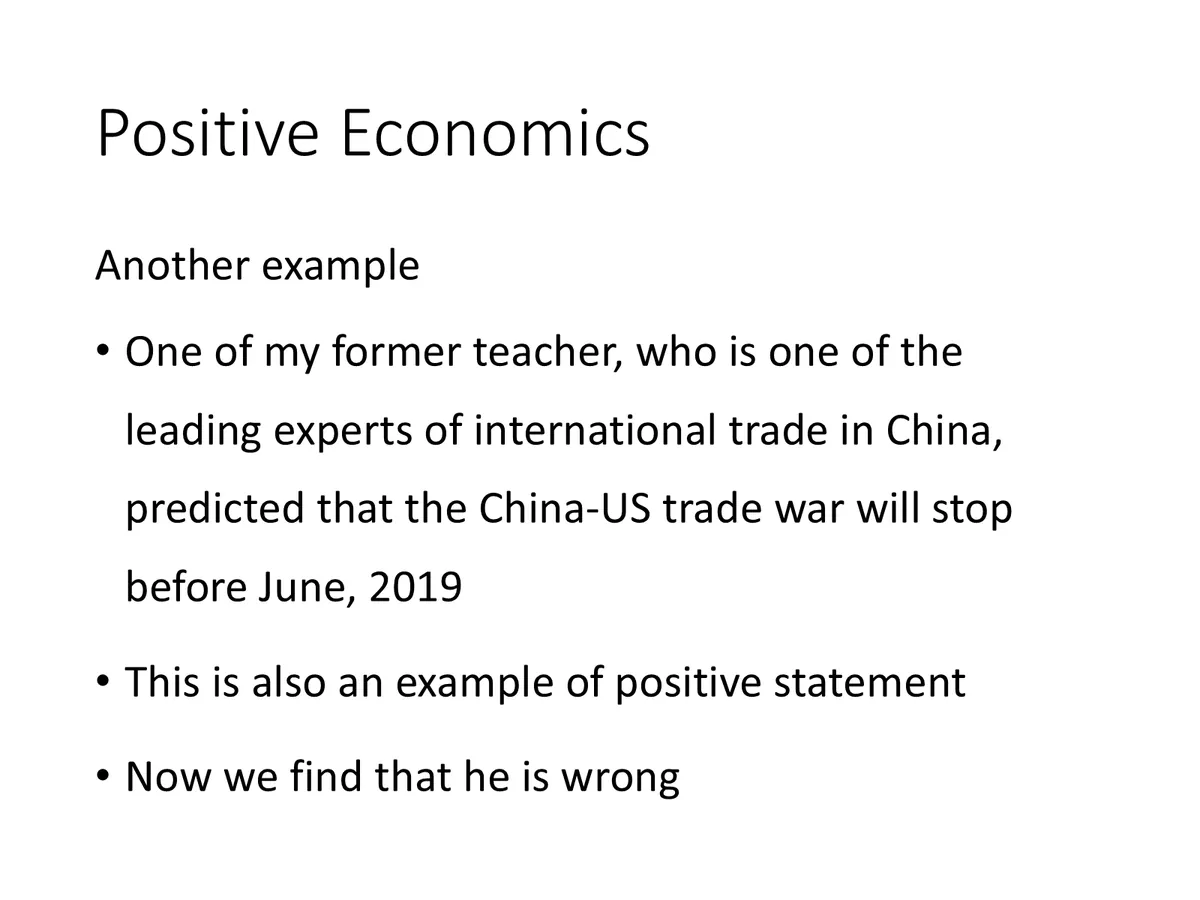 Positive Economics
Another example
• One of my former teacher, who is one of the
leading experts of international trade in China,
predicted that the China-US trade war will stop
before June, 2019
• This is also an example of positive statement
• Now we find that he is wrong